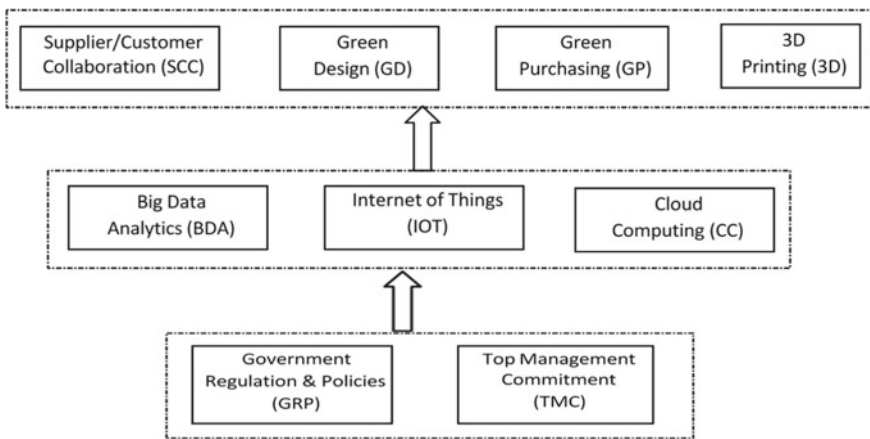 Supplier/Customer
Collaboration (SCC)
Green
Design (GD)
Green
Purchasing (GP)
3D
Printing (3D)
Big Data
Analytics (BDA)
Internet of Things
(IOT)
Cloud
Computing (CC)
Government
Regulation & Policies
(GRP)
Top Management
Commitment
(TMC)